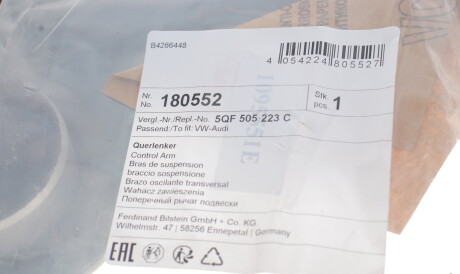 B4266448
4 054224 805527
Nr.
No. 180552
Stk.
pcs. 1
Vergl.-Nr./Repl.-No. 5QF 505 223 C
Passend:/To fit: VW-Audi
Querlenker
Control Arm
Bras de suspension
braccio sospensione
Brazo oscilante transversal
Wahacz zawieszenia
Поперечный рычаг подвески
Ferdinand Bilstein GmbH + Co. KG
Wilhelmstr. 47 | 58256 Ennepetal | Germany
EAC